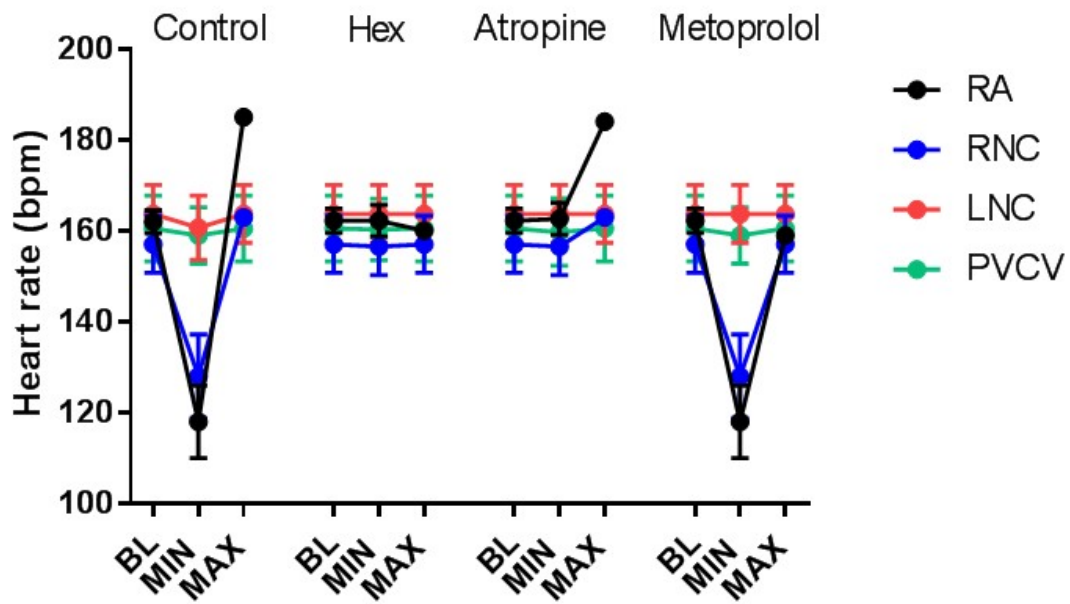 Control Hex Atropine Metoprolol
200
180
160
140
120
100
Heart rate (bpm)
BL MIN MAX BL MIN MAX BL MIN MAX BL MIN MAX
RA
RNC
LNC
PVCV